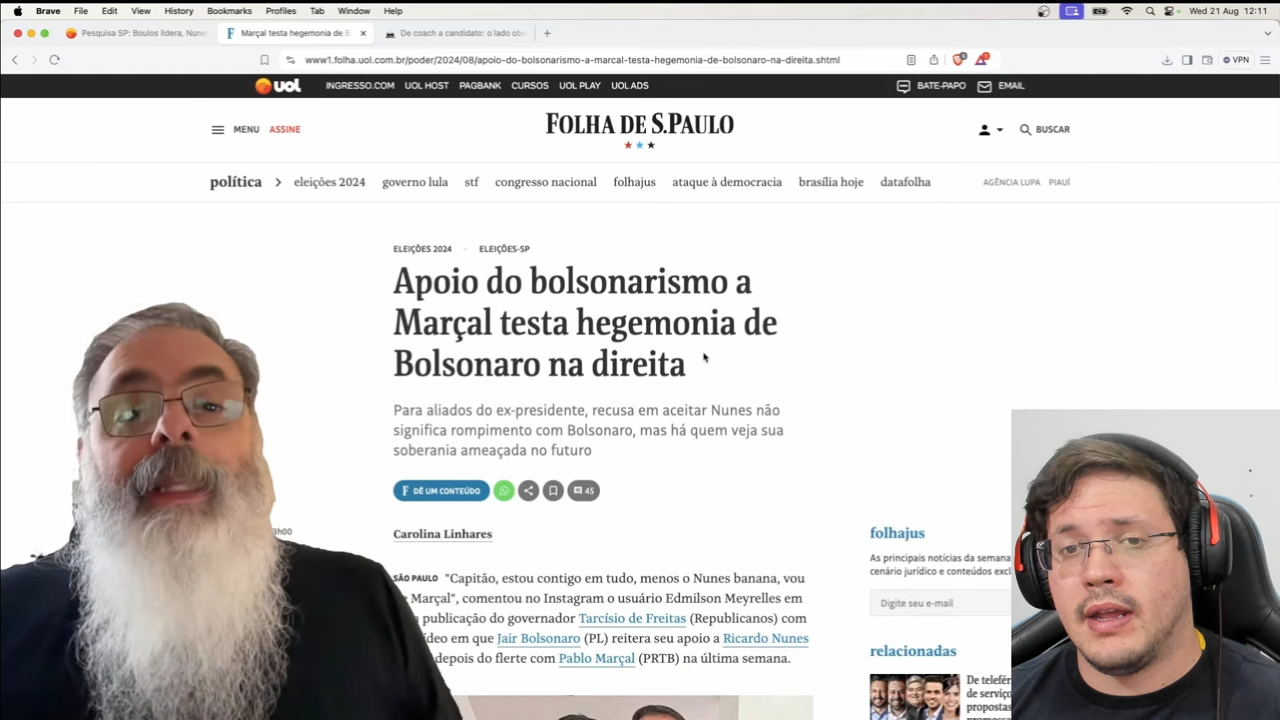 Brave File Edit View History Bookmarks Profiles Tab Window Help Wed 21 Aug 12:11
Pesquisa SP: Boulos lidera, Nune Marçal testa hegemonia de B De coach a candidato: o lado obs
www1.folha.uol.com.br/poder/2024/08/apoio-do-bolsonarismo-a-marcal-testa-hegemonia-de-bolsonaro-na-direita.shtml VPN
UOL INGRESSO.COM UOL HOST PAGBANK CURSOS UOL PLAY UOL ADS BATE-PAPO EMAIL
MENU ASSINE FOLHA DE S.PAULO BUSCAR
política eleições 2024 governo lula stf congresso nacional folhajus ataque à democracia brasília hoje datafolha AGÊNCIA LUPA PIAUÍ
ELEIÇÕES 2024 · ELEIÇÕES-SP
Apoio do bolsonarismo a
Marçal testa hegemonia de
Bolsonaro na direita
Para aliados do ex-presidente, recusa em aceitar Nunes não
significa rompimento com Bolsonaro, mas há quem veja sua
soberania ameaçada no futuro
F DÊ UM CONTEÚDO 45
Carolina Linhares
SÃO PAULO "Capitão, estou contigo em tudo, menos o Nunes banana, vou
Marçal", comentou no Instagram o usuário Edmilson Meyrelles em
publicação do governador Tarcísio de Freitas (Republicanos) com
ídeo em que Jair Bolsonaro (PL) reitera seu apoio a Ricardo Nunes
depois do flerte com Pablo Marçal (PRTB) na última semana.
h00
folhajus
As principais notícias da semana
cenário jurídico e conteúdos excl
Digite seu e-mail
relacionadas
De telefér
de serviço
propostas